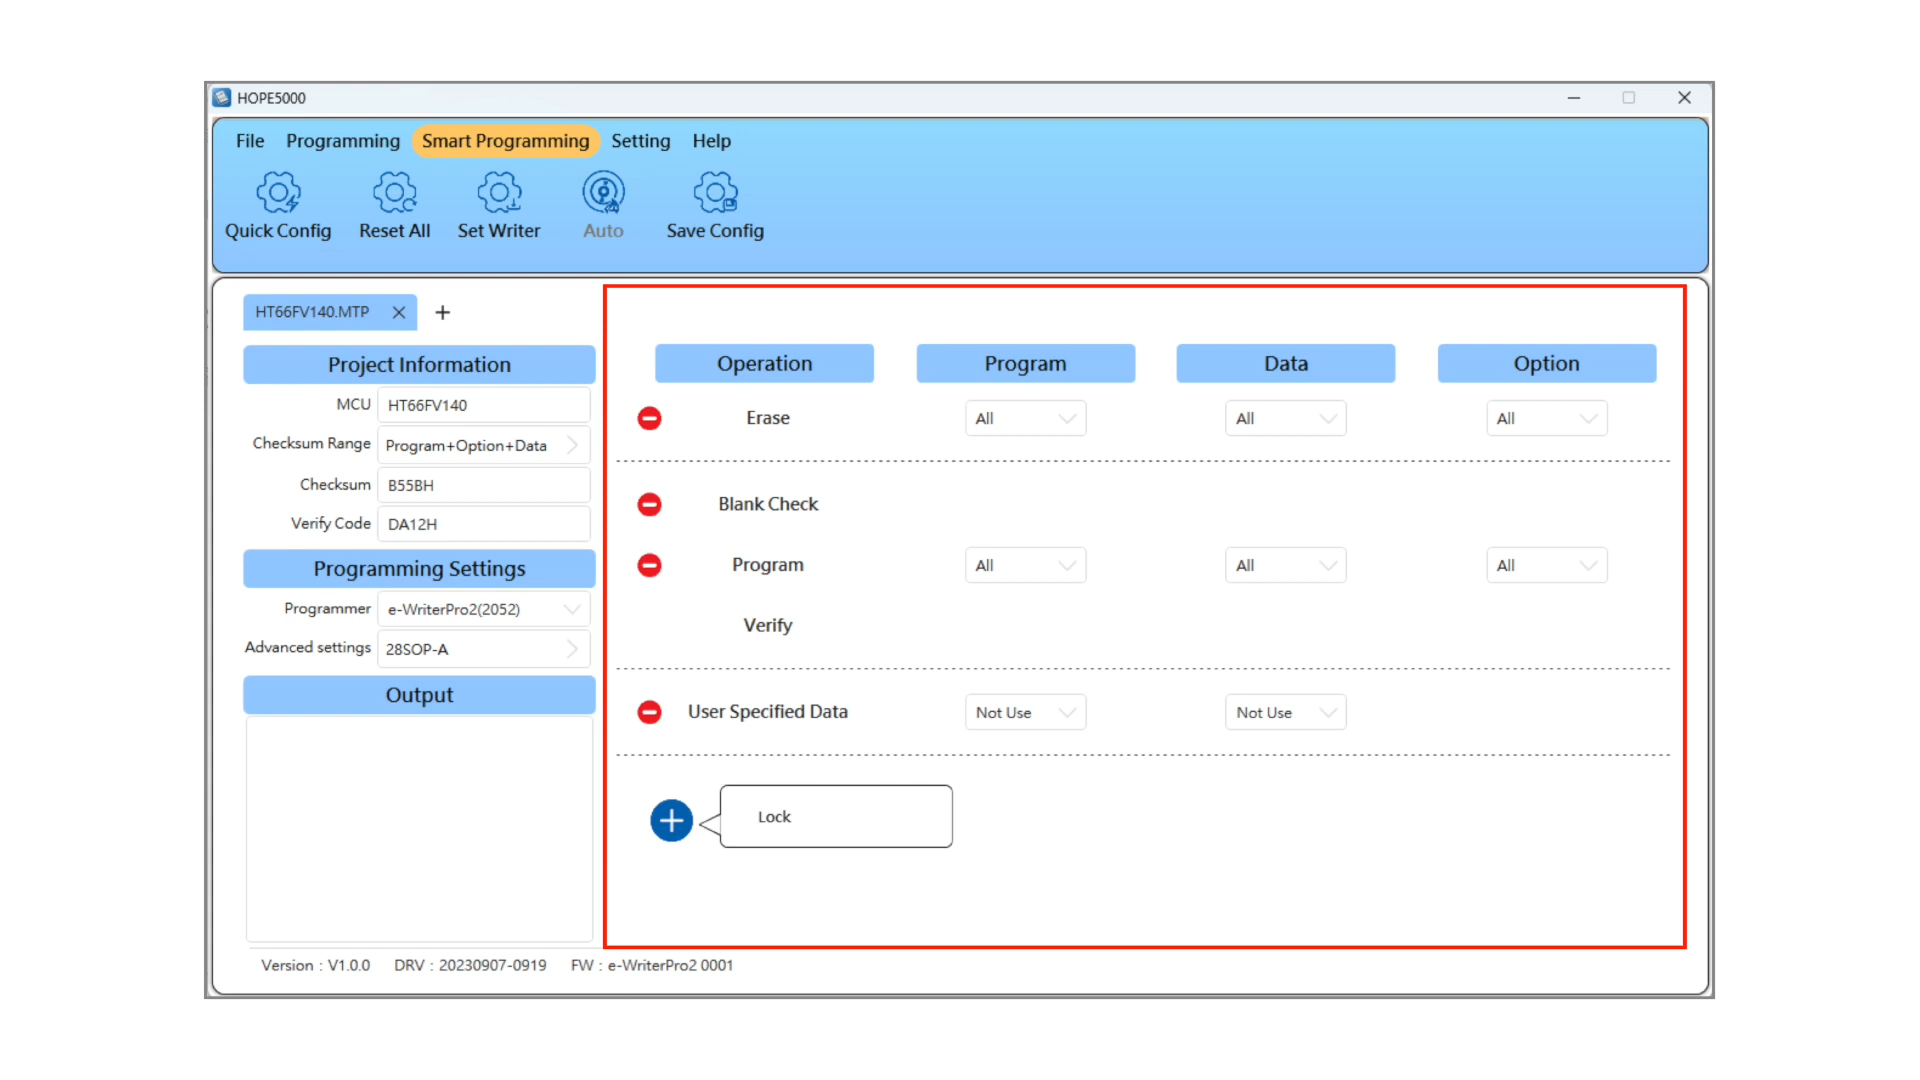 HOPE5000
File Programming Smart Programming Setting Help
Quick Config Reset All Set Writer Auto Save Config
HT66FV140.MTP
Project Information
MCU HT66FV140
Checksum Range Program+Option+Data
Checksum B55BH
Verify Code DA12H
Programming Settings
Programmer e-WriterPro2(2052)
Advanced settings 28SOP-A
Output
Operation Program Data Option
Erase All All All
Blank Check
Program All All All
Verify
User Specified Data Not Use Not Use
Lock
Version : V1.0.0 DRV : 20230907-0919 FW : e-WriterPro2 0001